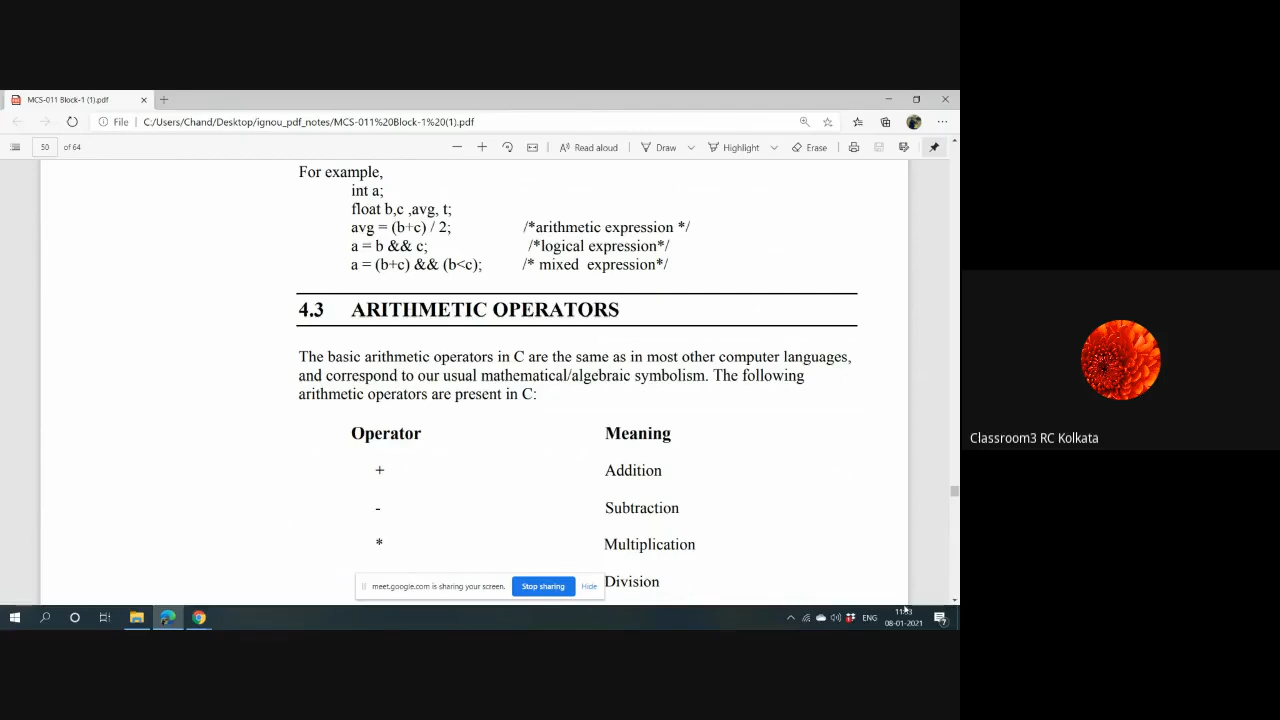 MCS-011 Block-1 (1).pdf
File
C:/Users/Chand/Desktop/ignou_pdf_notes/MCS-011%20Block-1%20(1).pdf
50 of 64
Read aloud
Draw
Highlight
Erase
For example,
int a;
float b,c ,avg, t;
avg = (b+c) / 2; /*arithmetic expression */
a = b && c; /*logical expression*/
a = (b+c) && (b<c); /* mixed expression*/
4.3 ARITHMETIC OPERATORS
The basic arithmetic operators in C are the same as in most other computer languages,
and correspond to our usual mathematical/algebraic symbolism. The following
arithmetic operators are present in C:
Operator Meaning
+ Addition
- Subtraction
* Multiplication
Division
meet.google.com is sharing your screen. Stop sharing Hide
ENG
08-01-2021
Classroom3 RC Kolkata